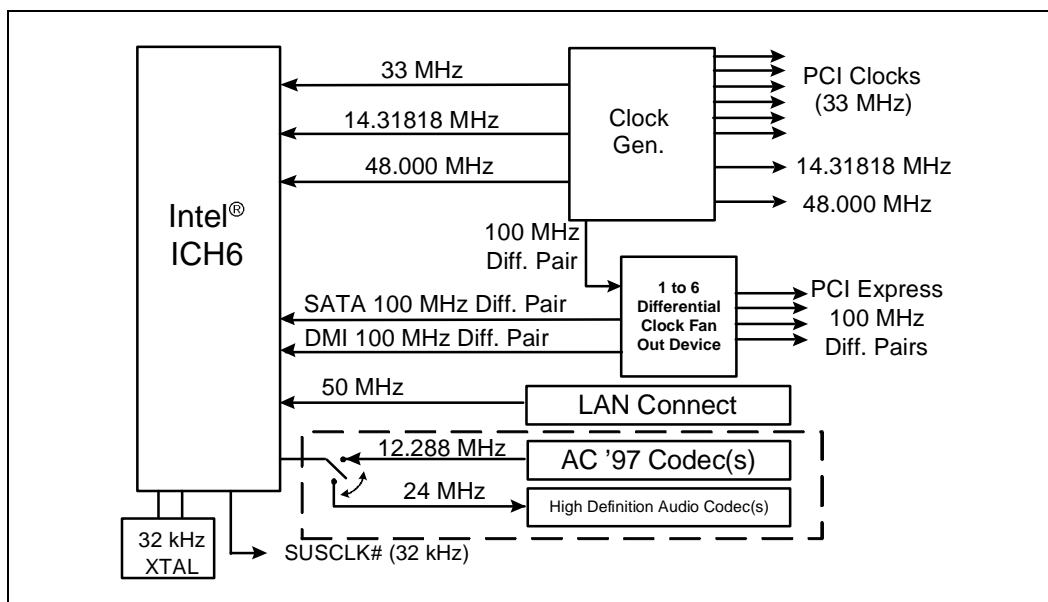 33 MHz
14.31818 MHz
48.000 MHz
Intel®
ICH6
Clock
Gen.
PCI Clocks
(33 MHz)
14.31818 MHz
48.000 MHz
100 MHz
Diff. Pair
1 to 6
Differential
Clock Fan
Out Device
PCI Express
100 MHz
Diff. Pairs
SATA 100 MHz Diff. Pair
DMI 100 MHz Diff. Pair
50 MHz
LAN Connect
12.288 MHz
AC '97 Codec(s)
24 MHz
High Definition Audio Codec(s)
32 kHz
XTAL
SUSCLK# (32 kHz)